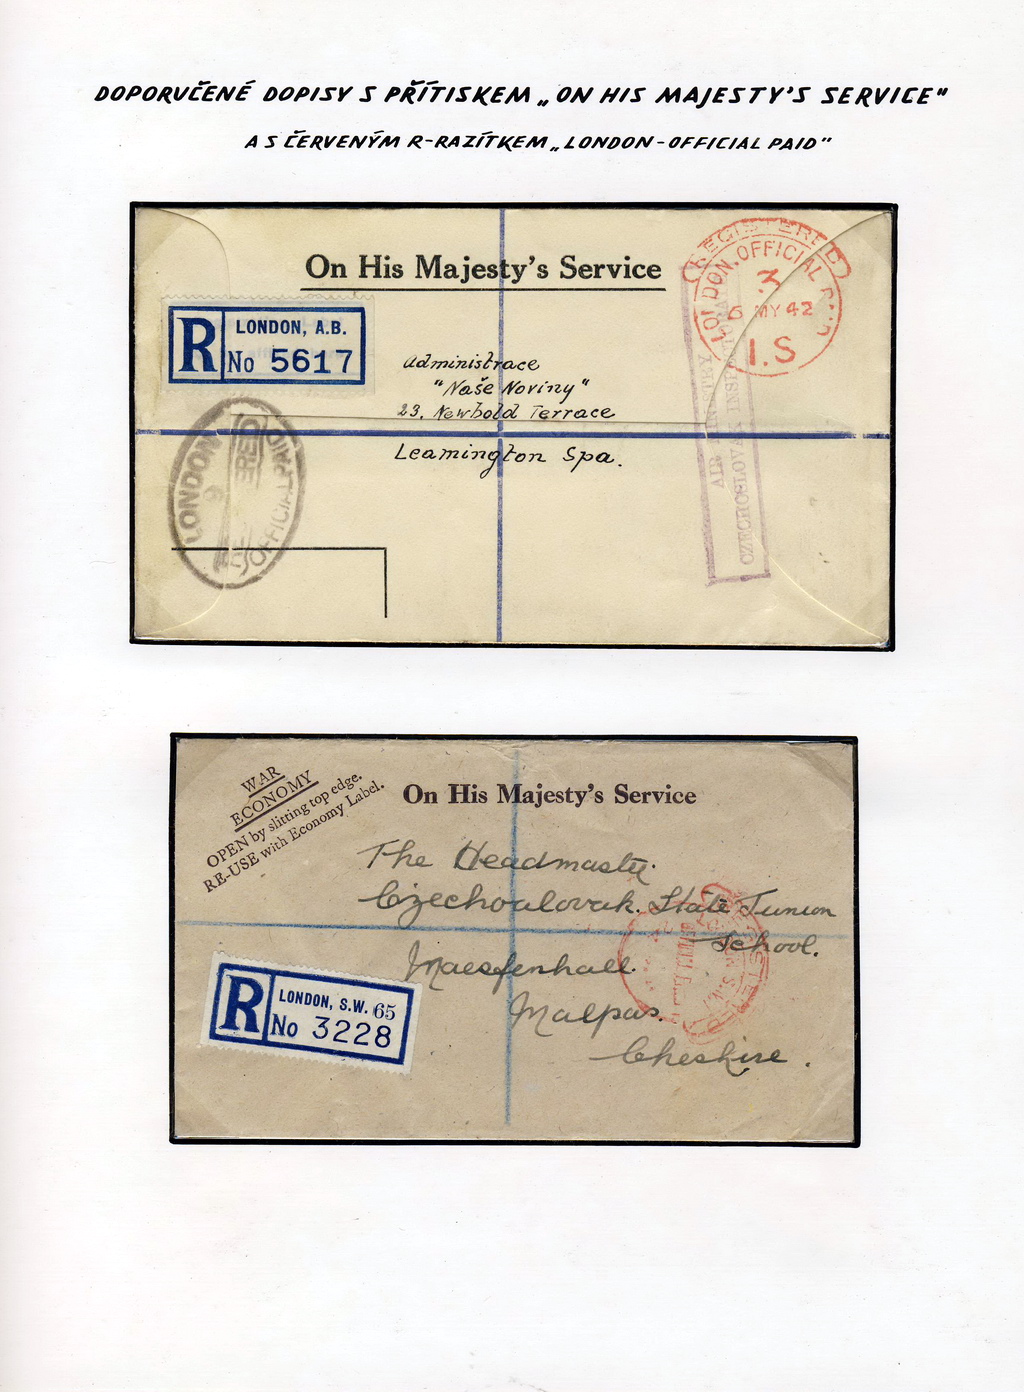 DOPORUČENÉ DOPISY S PŘÍTISKEM „ ON HIS MAJESTY'S SERVICE"
A S ČERVENÝM R-RAZÍTKEM „ LONDON - OFFICIAL PAID"
On His Majesty's Service
REGISTERED
LONDON. OFFICIAL PAID
3
6 MY 42
I.S
R
LONDON, A.B.
No 5617
Administrace
"Naše Noviny"
23, Newbold Terrace
Leamington Spa.
AIR MINISTRY
CZECHOSLOVAK INSPECTORATE
LONDON
OFFICIAL PAID
WAR
ECONOMY
OPEN by slitting top edge.
RE-USE with Economy Label.
On His Majesty's Service
The Headmaster
Czechoslovak. State Junior
School.
Maesfenhall.
Malpas.
Cheshire.
R
LONDON, S.W. 65
No 3228